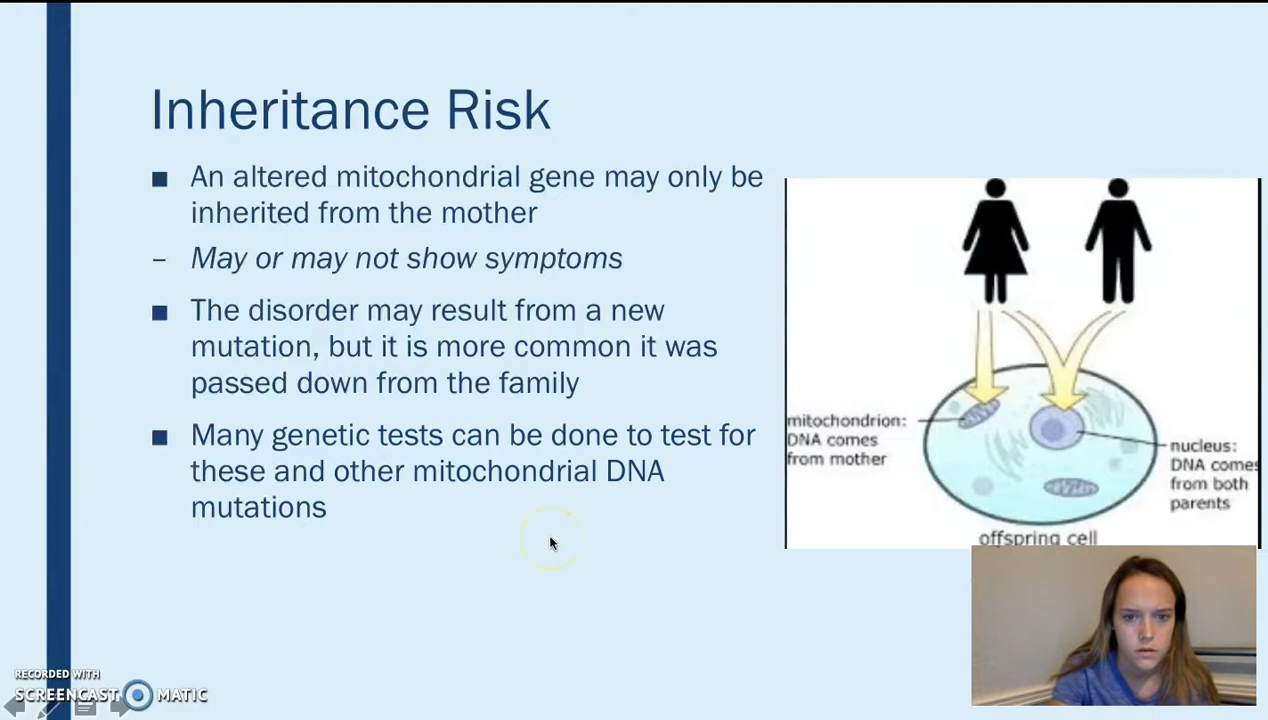 Inheritance Risk
■ An altered mitochondrial gene may only be
inherited from the mother
– May or may not show symptoms
■ The disorder may result from a new
mutation, but it is more common it was
passed down from the family
■ Many genetic tests can be done to test for
these and other mitochondrial DNA
mutations
mitochondrion:
DNA comes
from mother
nucleus:
DNA comes
from both
parents
offspring cell
RECORDED WITH
SCREENCAST MATIC